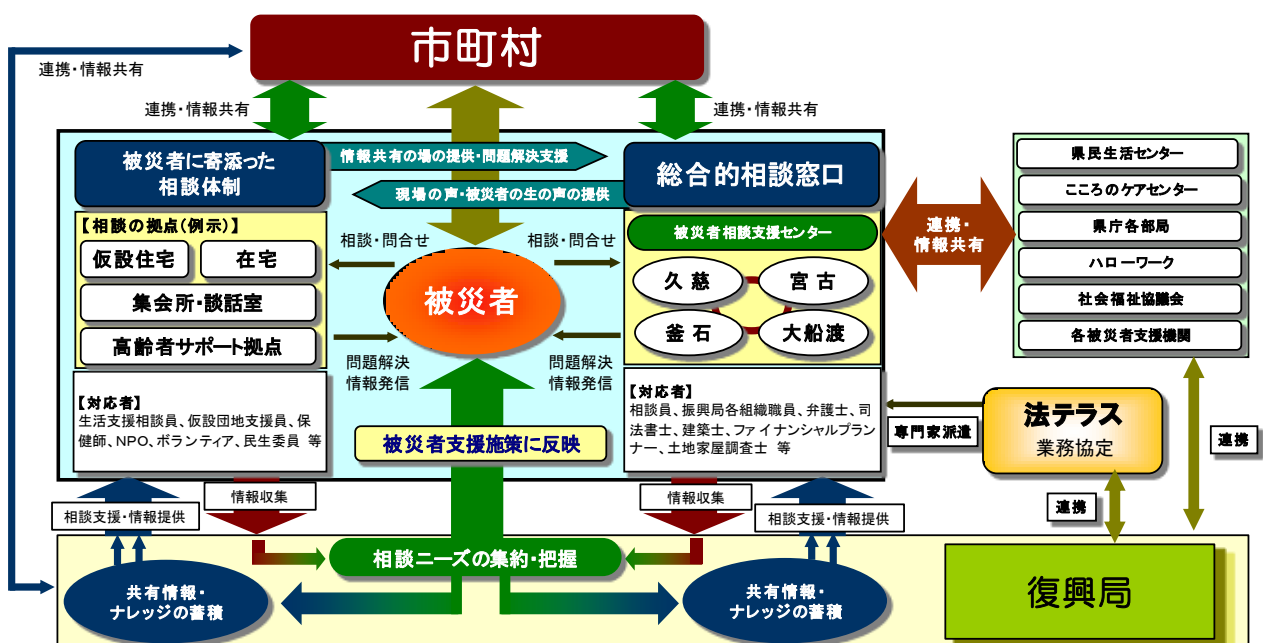 市町村
連携・情報共有
連携・情報共有
連携・情報共有
被災者に寄添った
相談体制
情報共有の場の提供・問題解決支援
現場の声・被災者の生の声の提供
総合的相談窓口
【相談の拠点(例示)】
仮設住宅
在宅
集会所・談話室
高齢者サポート拠点
相談・問合せ
相談・問合せ
被災者
問題解決
情報発信
問題解決
情報発信
被災者相談支援センター
久慈
宮古
釜石
大船渡
連携・
情報共有
県民生活センター
こころのケアセンター
県庁各部局
ハローワーク
社会福祉協議会
各被災者支援機関
【対応者】
生活支援相談員、仮設団地支援員、保
健師、NPO、ボランティア、民生委員 等
被災者支援施策に反映
【対応者】
相談員、振興局各組織職員、弁護士、司
法書士、建築士、ファイナンシャルプラン
ナー、土地家屋調査士 等
専門家派遣
法テラス
業務協定
連携
連携
相談支援・情報提供
情報収集
情報収集
相談支援・情報提供
相談ニーズの集約・把握
共有情報・
ナレッジの蓄積
共有情報・
ナレッジの蓄積
復興局